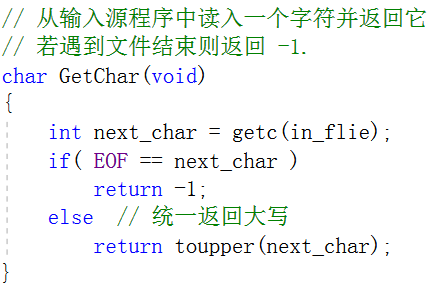 // 从输入源程序中读入一个字符并返回它
// 若遇到文件结束则返回 -1.
char GetChar(void)
{
    int next_char = getc(in_flie);
    if( EOF == next_char )
        return -1;
    else  // 统一返回大写
        return toupper(next_char);
}